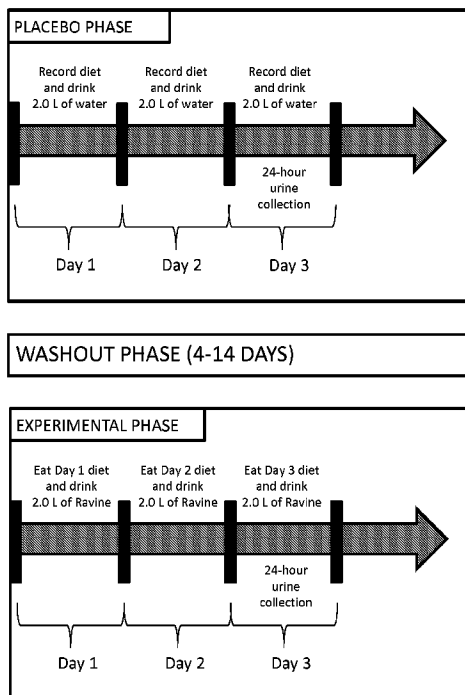 PLACEBO PHASE
Record diet
and drink
2.0 L of water
Record diet
and drink
2.0 L of water
Record diet
and drink
2.0 L of water
24-hour
urine
collection
Day 1
Day 2
Day 3
WASHOUT PHASE (4-14 DAYS)
EXPERIMENTAL PHASE
Eat Day 1 diet
and drink
2.0 L of Ravine
Eat Day 2 diet
and drink
2.0 L of Ravine
Eat Day 3 diet
and drink
2.0 L of Ravine
24-hour
urine
collection
Day 1
Day 2
Day 3